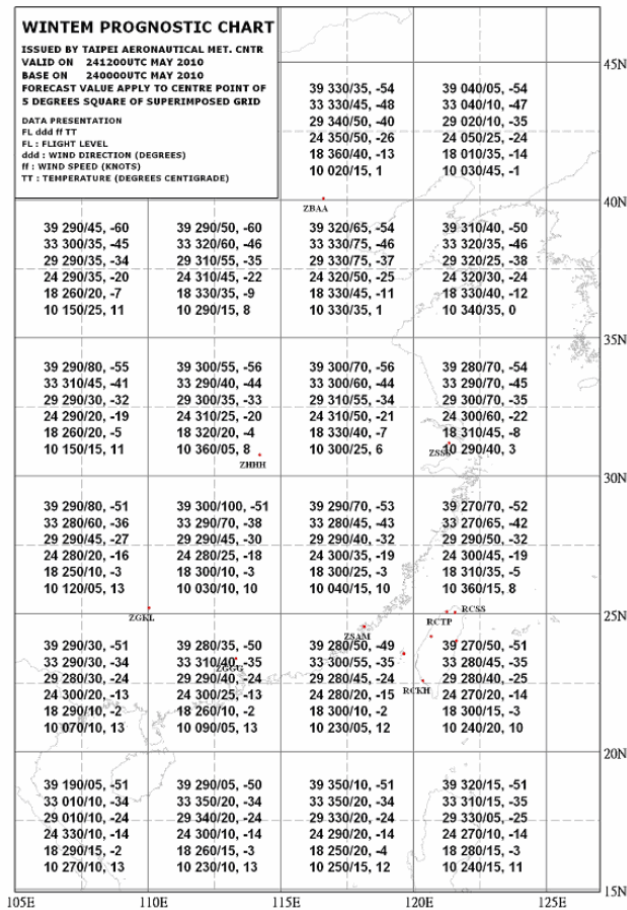 WINTEM PROGNOSTIC CHART
ISSUED BY TAIPEI AERONAUTICAL MET. CNTR
VALID ON 241200UTC MAY 2010
BASE ON 240000UTC MAY 2010
FORECAST VALUE APPLY TO CENTRE POINT OF
5 DEGREES SQUARE OF SUPERIMPOSED GRID
DATA PRESENTATION
FL ddd ff TT
FL : FLIGHT LEVEL
ddd : WIND DIRECTION (DEGREES)
ff : WIND SPEED (KNOTS)
TT : TEMPERATURE (DEGREES CENTIGRADE)
45N
39 330/35, -54 39 040/05, -54
33 330/45, -48 33 040/10, -47
29 340/50, -40 29 020/10, -35
24 350/50, -26 24 050/25, -24
18 360/40, -13 18 010/35, -14
10 020/15, 1 10 030/45, -1
40N
ZBAA
39 290/45, -60 39 290/50, -60 39 320/65, -54 39 310/40, -50
33 300/35, -45 33 320/60, -46 33 330/75, -46 33 320/35, -46
29 290/35, -34 29 310/55, -35 29 330/75, -37 29 320/25, -38
24 290/35, -20 24 310/45, -22 24 320/50, -25 24 320/30, -24
18 260/20, -7 18 330/35, -9 18 330/45, -11 18 330/40, -12
10 150/25, 11 10 290/15, 8 10 330/35, 1 10 340/35, 0
35N
39 290/80, -55 39 300/55, -56 39 300/70, -56 39 280/70, -54
33 310/45, -41 33 290/40, -44 33 300/60, -44 33 290/70, -45
29 290/30, -32 29 300/35, -33 29 310/55, -34 29 300/70, -35
24 290/20, -19 24 310/25, -20 24 310/50, -21 24 300/60, -22
18 260/20, -5 18 320/20, -4 18 330/40, -7 18 310/45, -8
10 150/15, 11 10 360/05, 8 10 300/25, 6 10 290/40, 3
ZHHH
30N
39 290/80, -51 39 300/100, -51 39 290/70, -53 39 270/70, -52
33 280/60, -36 33 290/70, -38 33 280/45, -43 33 270/65, -42
29 290/45, -27 29 290/45, -30 29 290/40, -32 29 290/50, -32
24 280/20, -16 24 280/25, -18 24 300/35, -19 24 300/45, -19
18 250/10, -3 18 300/10, -3 18 300/25, -3 18 310/35, -5
10 120/05, 13 10 030/10, 10 10 040/15, 10 10 360/15, 8
RCSS
25N
ZGKL
RCTP
ZSAM
39 290/30, -51 39 280/35, -50 39 280/50, -49 39 270/50, -51
33 290/30, -34 33 310/40, -35 33 300/55, -35 33 280/45, -35
ZGGG
29 280/30, -24 29 290/40, -24 29 280/45, -24 29 280/40, -25
RCKH
24 300/20, -13 24 300/25, -13 24 280/20, -15 24 270/20, -14
18 290/10, -2 18 260/10, -2 18 300/10, -2 18 300/15, -3
10 070/10, 13 10 090/05, 13 10 230/05, 12 10 240/20, 10
20N
39 190/05, -51 39 290/05, -50 39 350/10, -51 39 320/15, -51
33 010/10, -34 33 350/20, -34 33 350/20, -34 33 310/15, -35
29 010/10, -24 29 340/20, -24 29 330/20, -24 29 330/05, -25
24 330/10, -14 24 300/10, -14 24 290/20, -14 24 270/10, -14
18 290/15, -2 18 260/15, -3 18 250/20, -4 18 280/15, -3
10 270/10, 13 10 230/10, 13 10 250/15, 12 10 240/15, 11
15N
105E 110E 115E 120E 125E